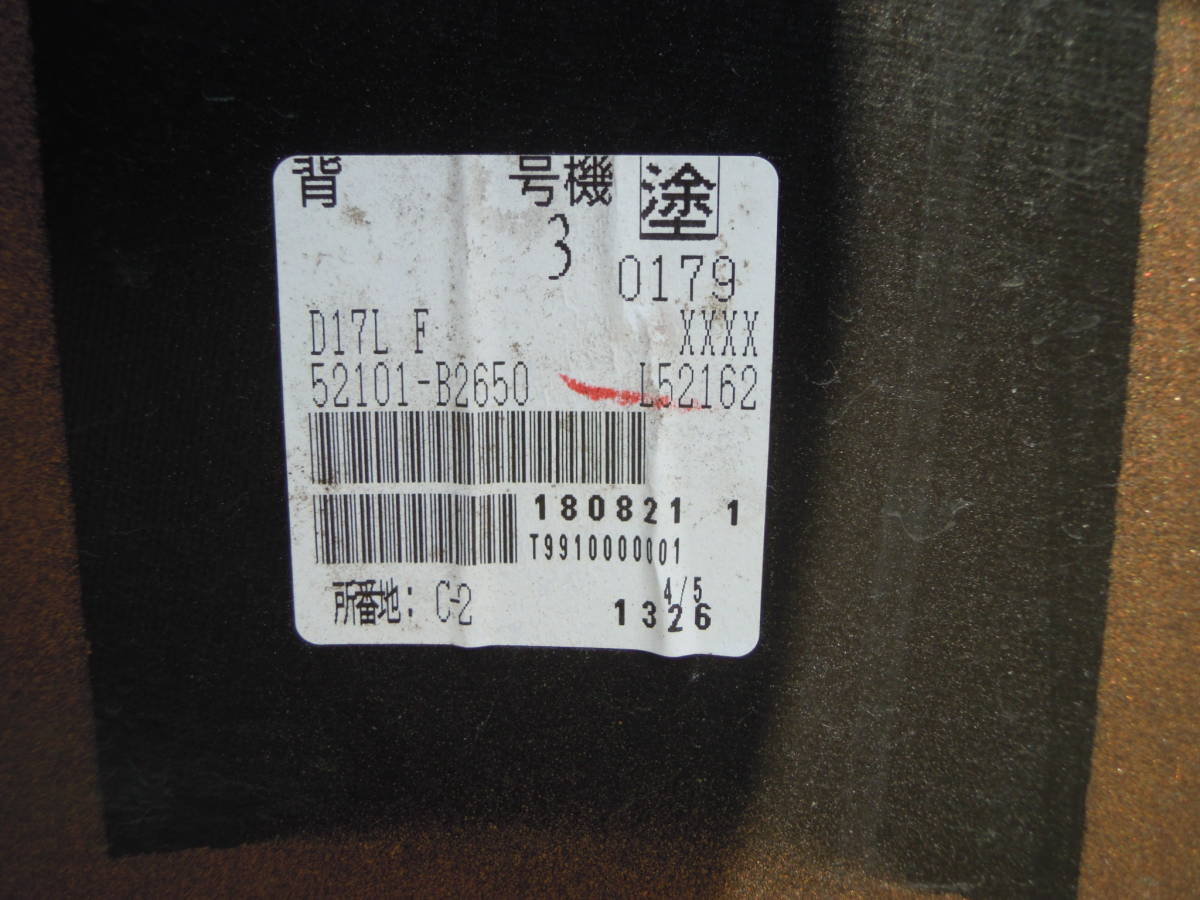 背 号機 塗
3
0179
D17L F XXXX
52101-B2650 L52162
180821 1
T9910000001
所番地: C-2 4/5
1326